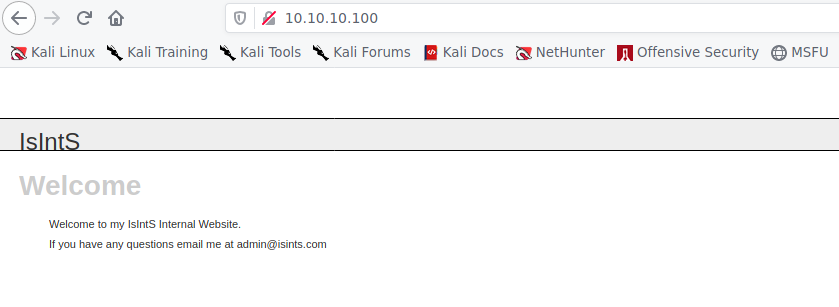 10.10.10.100
Kali Linux Kali Training Kali Tools Kali Forums Kali Docs NetHunter Offensive Security MSFU
IsIntS
Welcome
Welcome to my IsIntS Internal Website.
If you have any questions email me at admin@isints.com